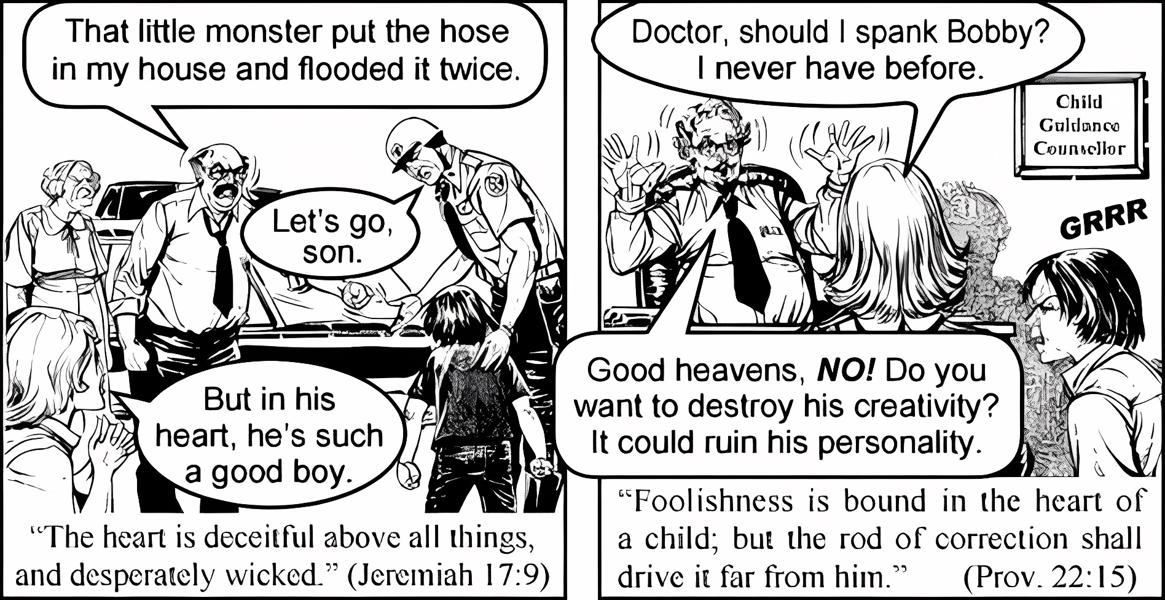 That little monster put the hose
in my house and flooded it twice.
Let's go,
son.
But in his
heart, he's such
a good boy.
“The heart is deceitful above all things,
and desperately wicked.” (Jeremiah 17:9)
Doctor, should I spank Bobby?
I never have before.
Child
Guidance
Counsellor
GRRR
Good heavens, NO! Do you
want to destroy his creativity?
It could ruin his personality.
“Foolishness is bound in the heart of
a child; but the rod of correction shall
drive it far from him.” (Prov. 22:15)